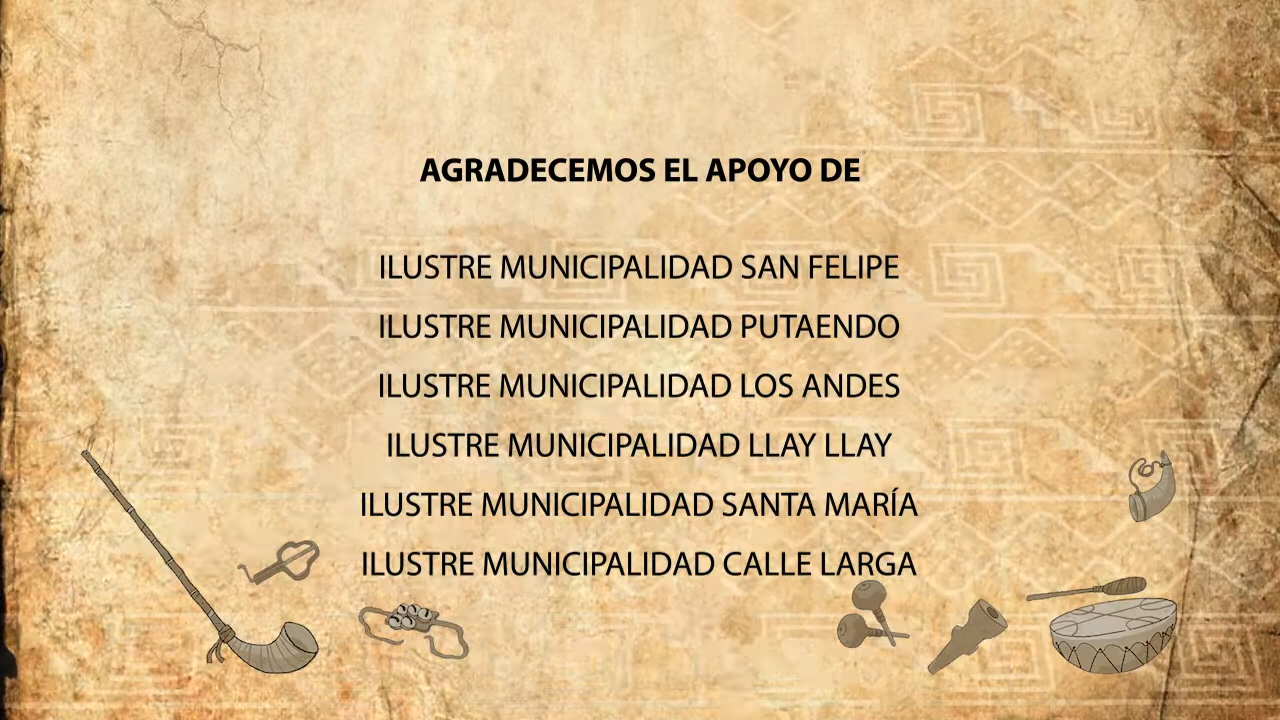 AGRADECEMOS EL APOYO DE
ILUSTRE MUNICIPALIDAD SAN FELIPE
ILUSTRE MUNICIPALIDAD PUTAENDO
ILUSTRE MUNICIPALIDAD LOS ANDES
ILUSTRE MUNICIPALIDAD LLAY LLAY
ILUSTRE MUNICIPALIDAD SANTA MARÍA
ILUSTRE MUNICIPALIDAD CALLE LARGA